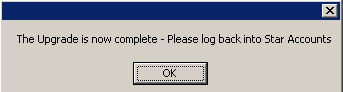 The Upgrade is now complete - Please log back into Star Accounts
OK